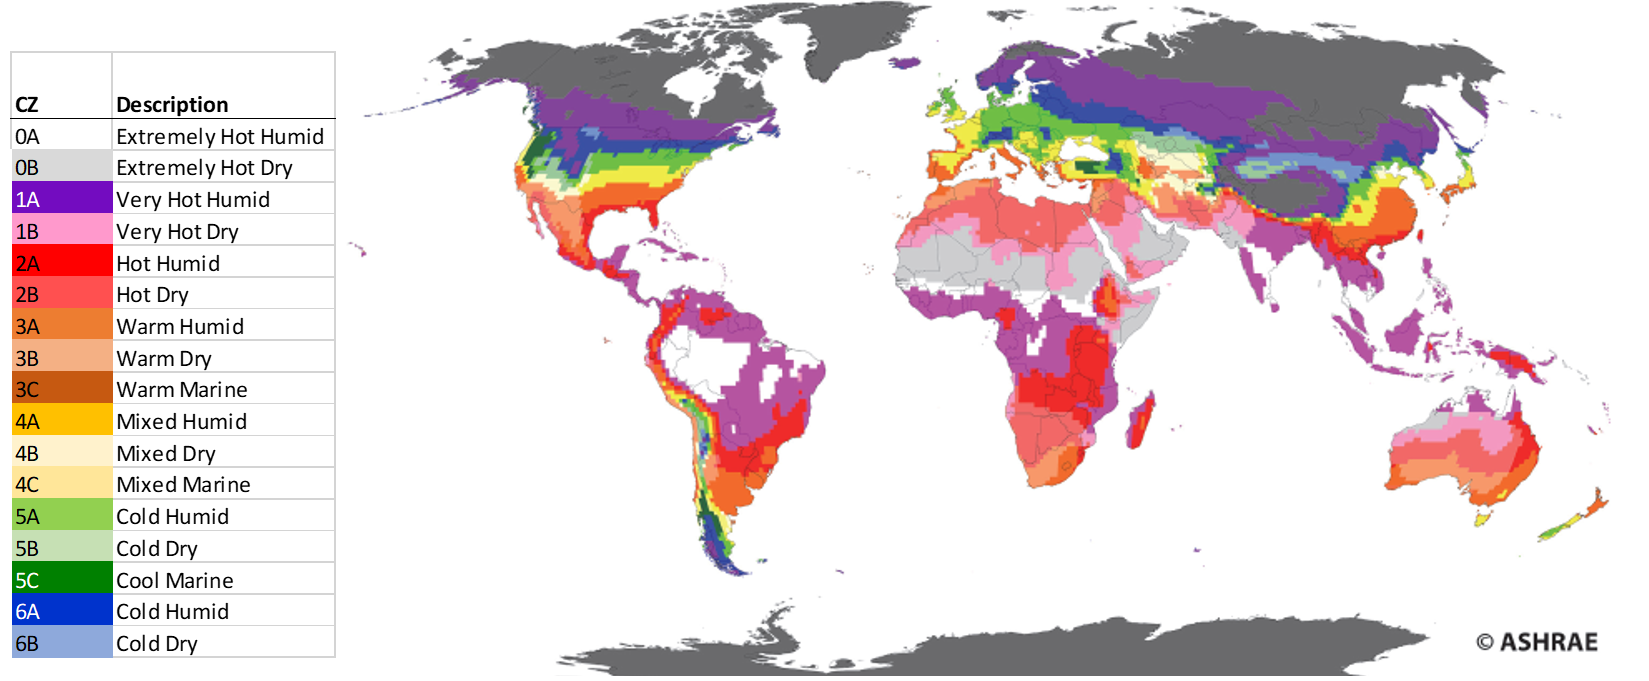 CZ Description
0A Extremely Hot Humid
0B Extremely Hot Dry
1A Very Hot Humid
1B Very Hot Dry
2A Hot Humid
2B Hot Dry
3A Warm Humid
3B Warm Dry
3C Warm Marine
4A Mixed Humid
4B Mixed Dry
4C Mixed Marine
5A Cold Humid
5B Cold Dry
5C Cool Marine
6A Cold Humid
6B Cold Dry
© ASHRAE